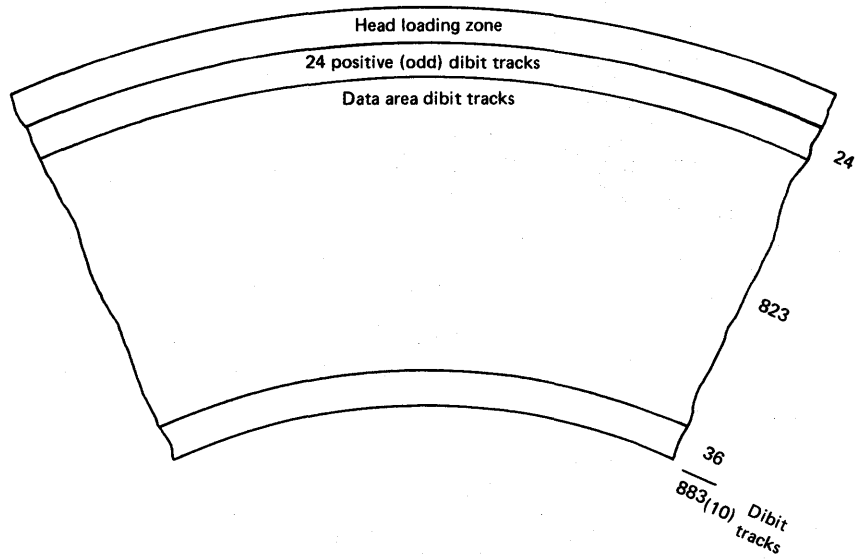 Head loading zone
24 positive (odd) dibit tracks
Data area dibit tracks
24
823
36
883(10) Dibit
tracks